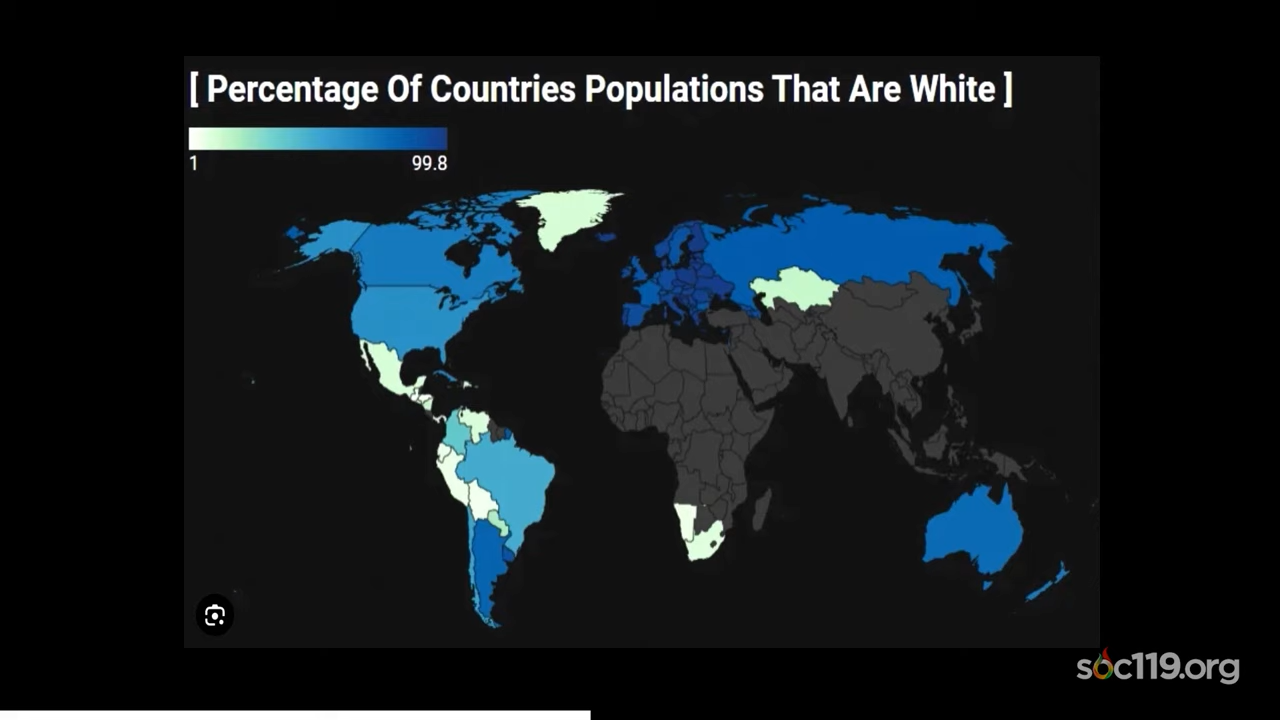 [ Percentage Of Countries Populations That Are White ]
1 99.8
soc119.org